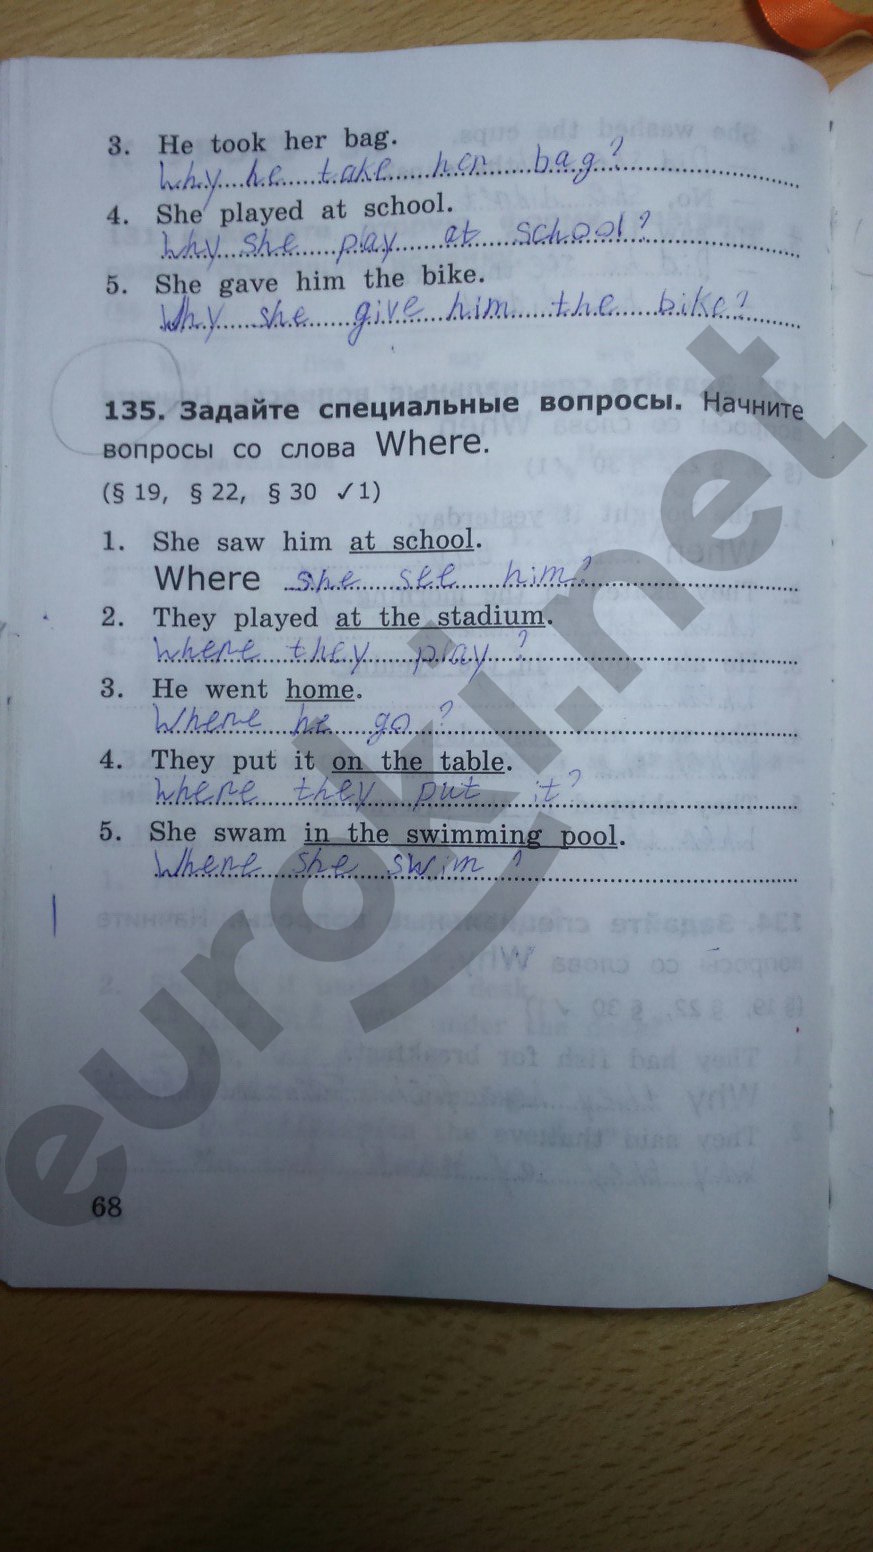 3. He took her bag.
Why he take her bag?
4. She played at school.
Why she play at school?
5. She gave him the bike.
Why she give him the bike?
135. Задайте специальные вопросы. Начните
вопросы со слова Where.
(§ 19, § 22, § 30 ✓1)
1. She saw him at school.
Where she see him?
2. They played at the stadium.
Where they play?
3. He went home.
Where he go?
4. They put it on the table.
Where they put it?
5. She swam in the swimming pool.
Where she swim?
68
euroki.net